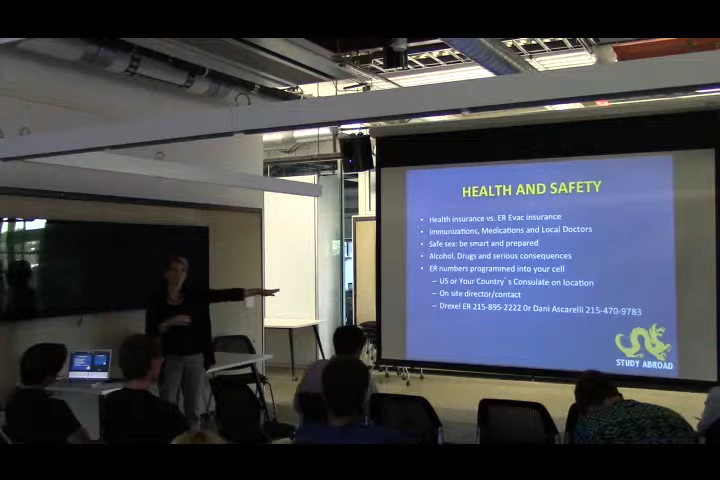 HEALTH AND SAFETY
• Health insurance vs. ER Evac insurance
• Immunizations, Medications and Local Doctors
• Safe sex: be smart and prepared
• Alcohol, Drugs and serious consequences
• ER numbers programmed into your cell
– US or Your Country's Consulate on location
– On site director/contact
– Drexel ER 215-895-2222 Or Dani Ascarelli 215-470-9783
STUDY ABROAD